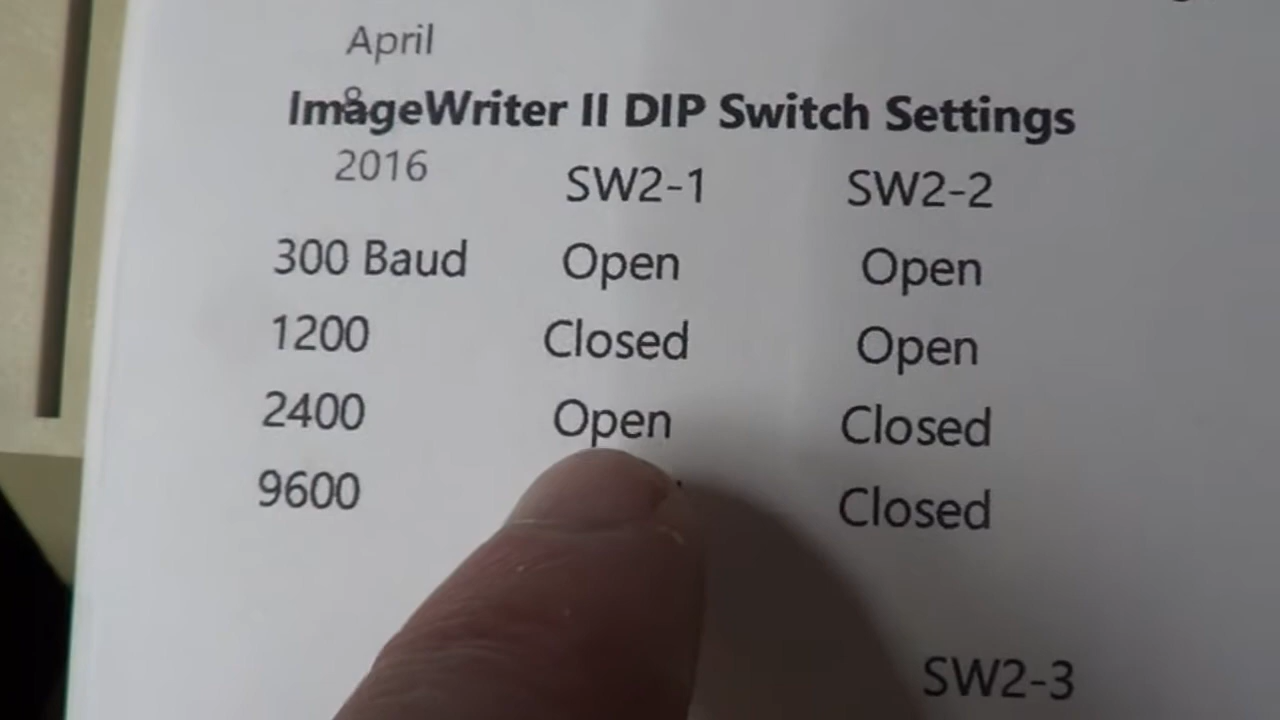 April
8,
ImageWriter II DIP Switch Settings
2016
SW2-1 SW2-2
300 Baud Open Open
1200 Closed Open
2400 Open Closed
9600 Closed
SW2-3